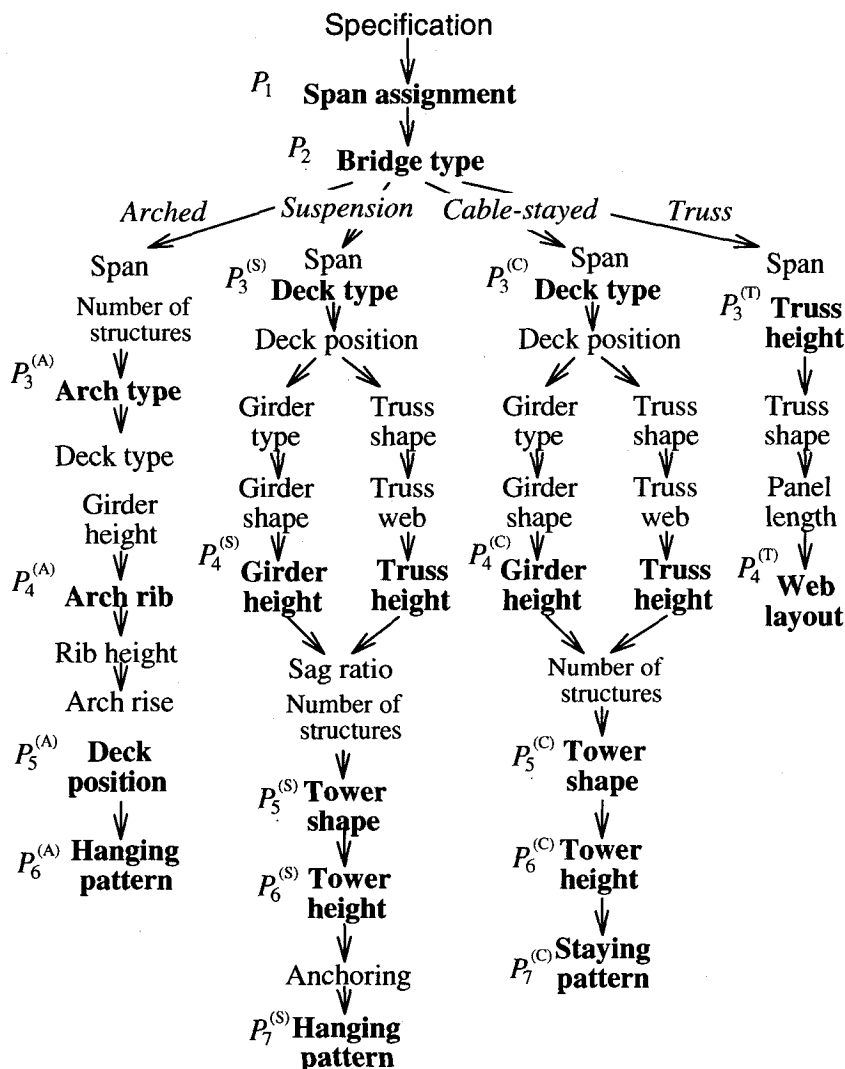 Specification
P1 Span assignment
P2 Bridge type
Arched Suspension Cable-stayed Truss
Span
Number of
structures
P3(A) Arch type
Deck type
Girder
height
P4(A) Arch rib
Rib height
Arch rise
P5(A) Deck
position
P6(A) Hanging
pattern
Span
P3(S) Deck type
Deck position
Girder
type
Girder
shape
P4(S) Girder
height
Truss
shape
Truss
web
Truss
height
Sag ratio
Number of
structures
P5(S) Tower
shape
P6(S) Tower
height
Anchoring
P7(S) Hanging
pattern
Span
P3(C) Deck type
Deck position
Girder
type
Girder
shape
P4(C) Girder
height
Truss
shape
Truss
web
Truss
height
Number of
structures
P5(C) Tower
shape
P6(C) Tower
height
P7(C) Staying
pattern
Span
P3(T) Truss
height
Truss
shape
Panel
length
P4(T) Web
layout